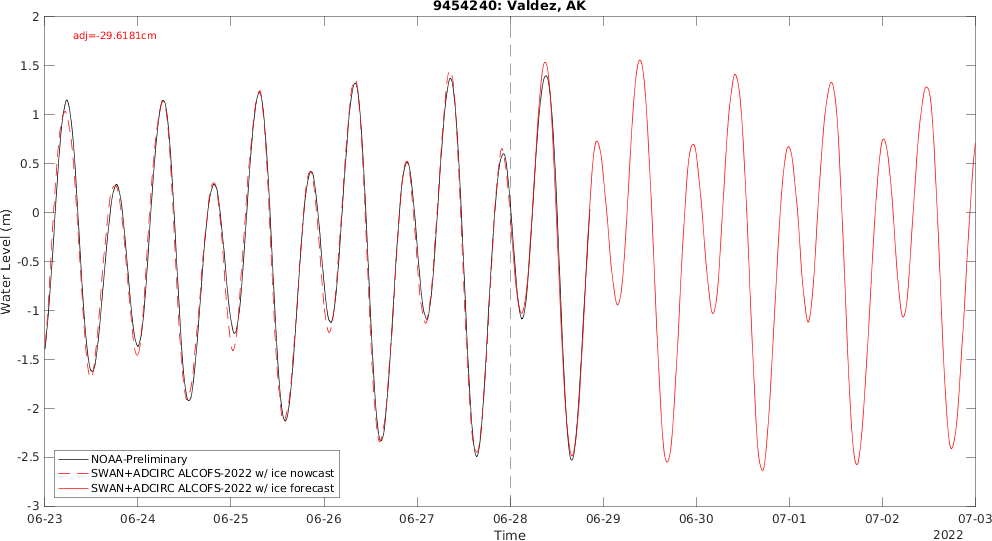 9454240: Valdez, AK
adj=-29.6181cm
2
1.5
1
0.5
0
-0.5
-1
-1.5
-2
-2.5
-3
Water Level (m)
NOAA-Preliminary
SWAN+ADCIRC ALCOFS-2022 w/ ice nowcast
SWAN+ADCIRC ALCOFS-2022 w/ ice forecast
06-23 06-24 06-25 06-26 06-27 06-28 06-29 06-30 07-01 07-02 07-03
Time
2022